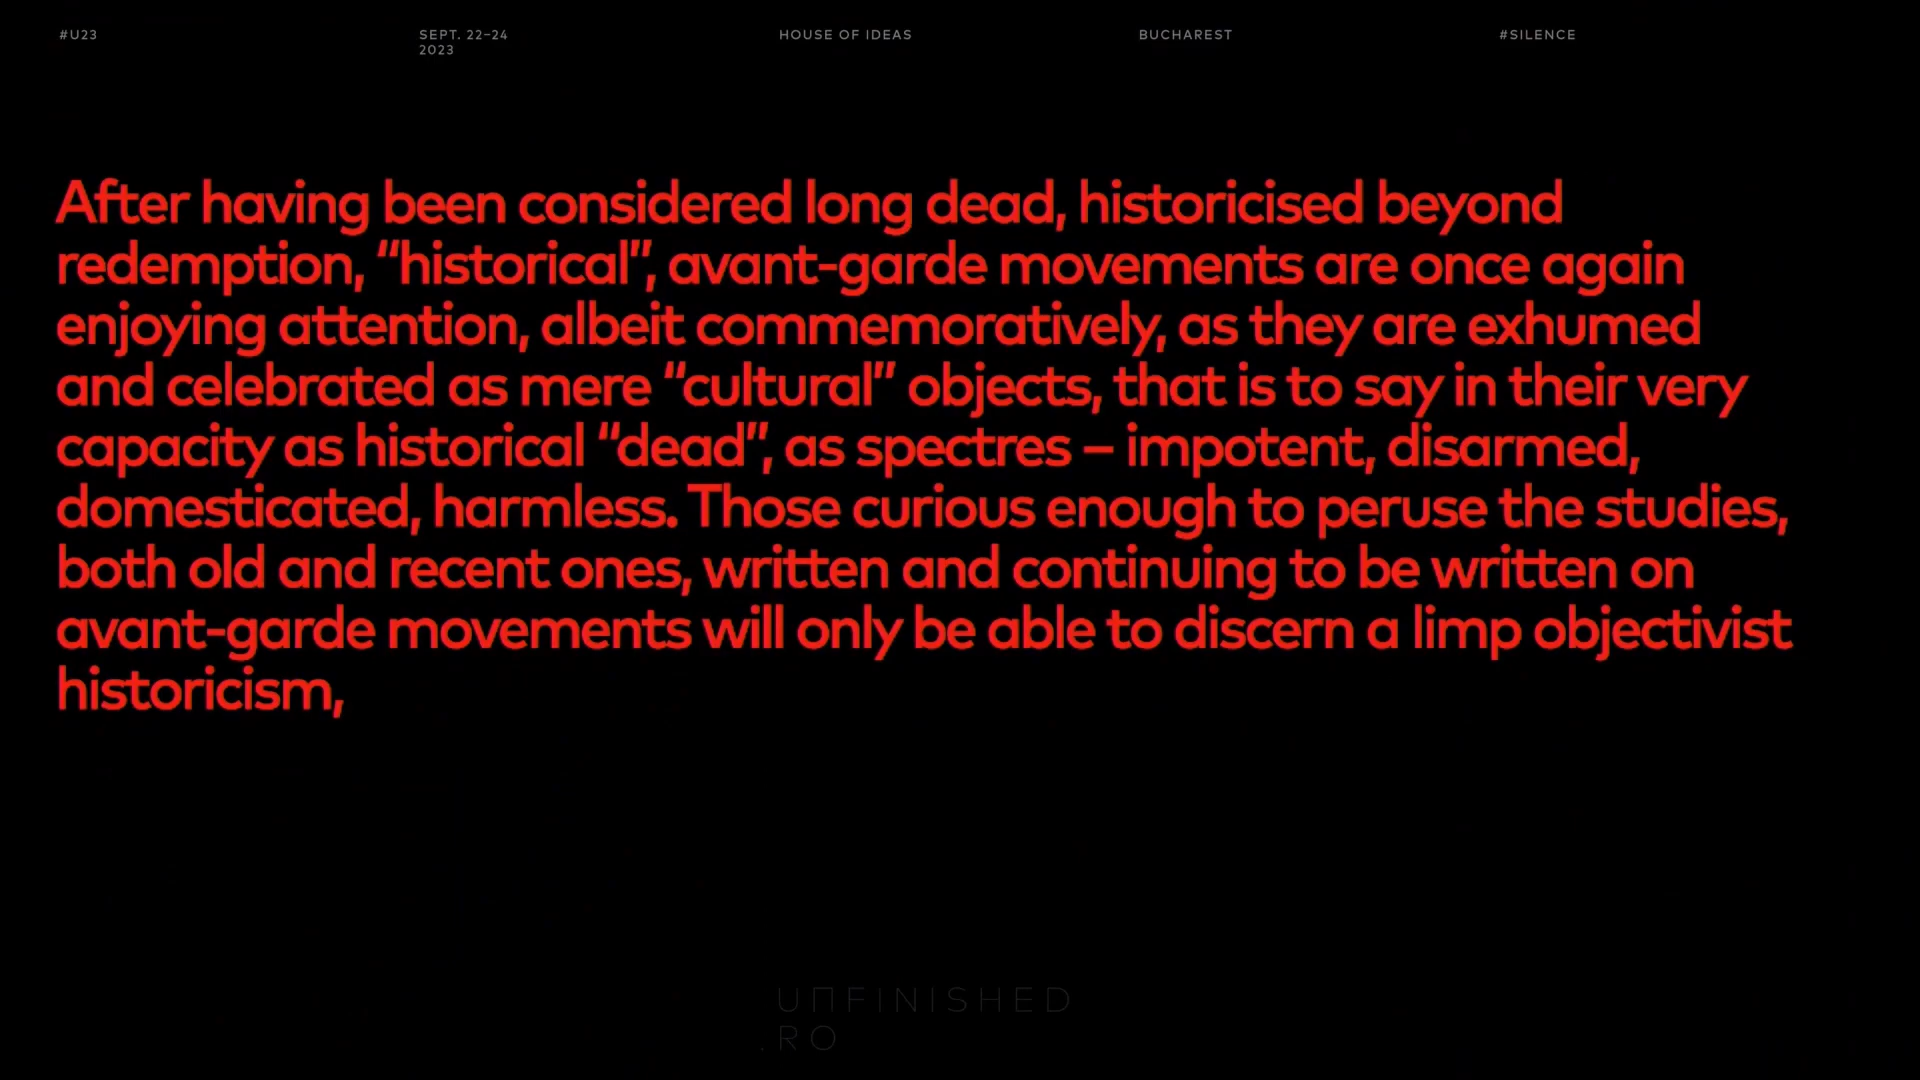 #U23
SEPT. 22–24
2023
HOUSE OF IDEAS
BUCHAREST
#SILENCE
After having been considered long dead, historicised beyond
redemption, “historical”, avant-garde movements are once again
enjoying attention, albeit commemoratively, as they are exhumed
and celebrated as mere “cultural” objects, that is to say in their very
capacity as historical “dead”, as spectres – impotent, disarmed,
domesticated, harmless. Those curious enough to peruse the studies,
both old and recent ones, written and continuing to be written on
avant-garde movements will only be able to discern a limp objectivist
historicism,
UNFINISHED
.RO